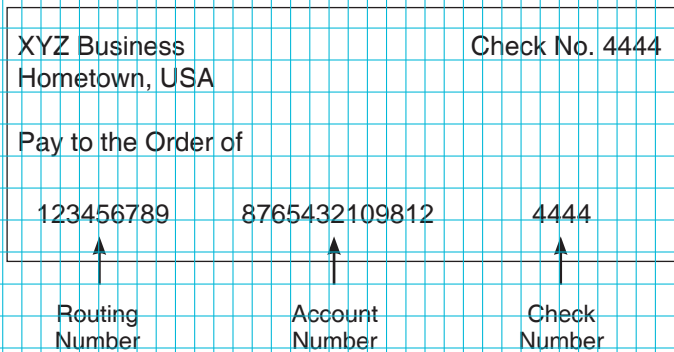 XYZ Business Check No. 4444
Hometown, USA
Pay to the Order of
123456789 8765432109812 4444
Routing Account Check
Number Number Number